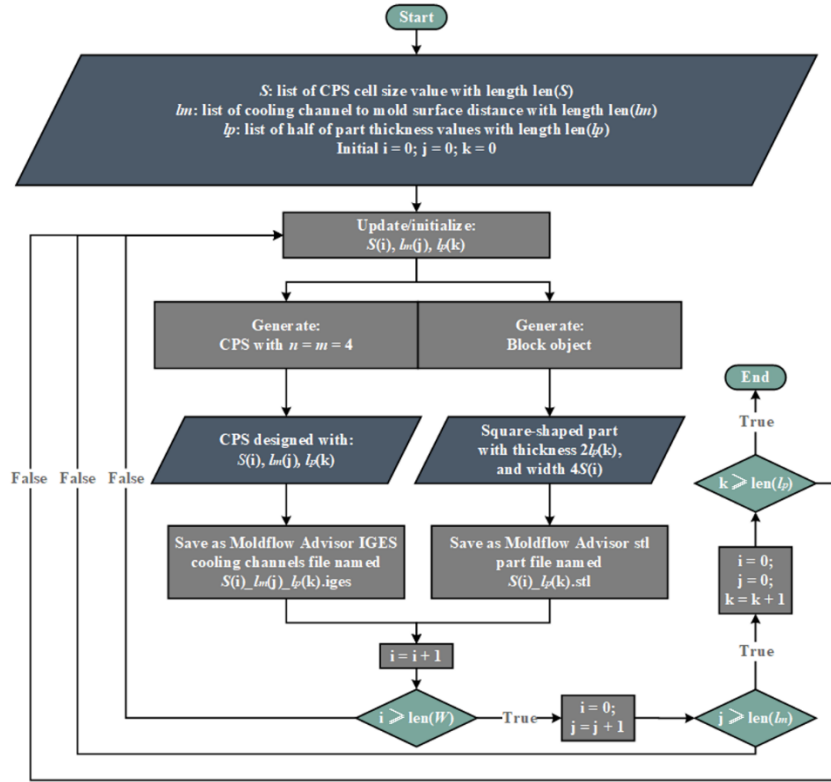 Start
S: list of CPS cell size value with length len(S)
lm: list of cooling channel to mold surface distance with length len(lm)
lp: list of half of part thickness values with length len(lp)
Initial i = 0; j = 0; k = 0
Update/initialize:
S(i), lm(j), lp(k)
Generate:
CPS with n = m = 4
Generate:
Block object
CPS designed with:
S(i), lm(j), lp(k)
Square-shaped part
with thickness 2lp(k),
and width 4S(i)
Save as Moldflow Advisor IGES
cooling channels file named
S(i)_lm(j)_lp(k).iges
Save as Moldflow Advisor stl
part file named
S(i)_lp(k).stl
i = i + 1
i ⩾ len(W)
True
i = 0;
j = j + 1
j ⩾ len(lm)
True
i = 0;
j = 0;
k = k + 1
k ⩾ len(lp)
True
End
False
False
False